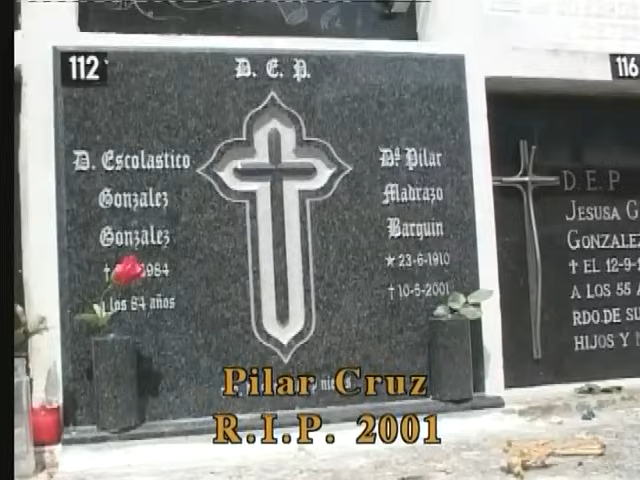 112
D. E. P.
D. Escolastico
Gonzalez
Gonzalez
† 1984
los 84 años
Dª Pilar
Madrazo
Barquin
★ 23-6-1910
† 10-5-2001
Pilar Cruz
R.I.P. 2001
116
D. E. P
JESUSA G
GONZALEZ
† EL 12-9-1
A LOS 55 A
RDO. DE SU
HIJOS Y